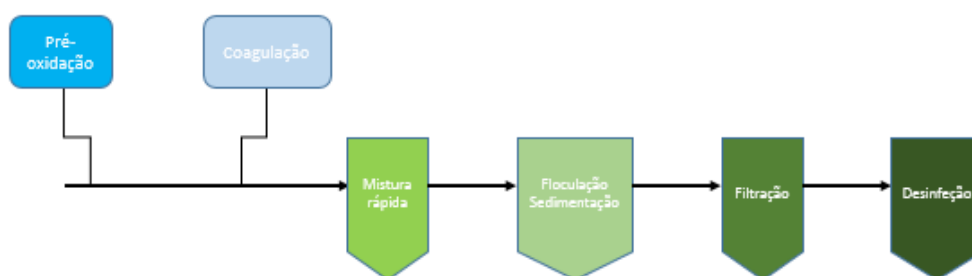 Pré-
oxidação
Coagulação
Mistura
rápida
Floculação
Sedimentação
Filtração
Desinfeção